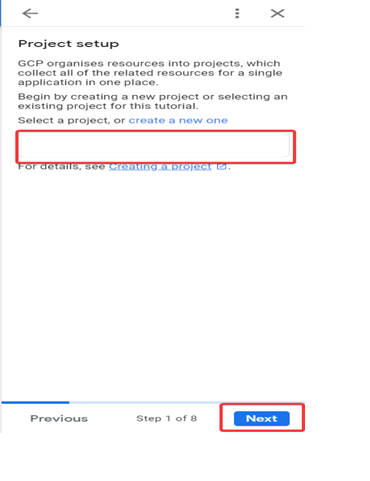 Project setup
GCP organises resources into projects, which
collect all of the related resources for a single
application in one place.
Begin by creating a new project or selecting an
existing project for this tutorial.
Select a project, or create a new one
For details, see Creating a project.
Previous
Step 1 of 8
Next